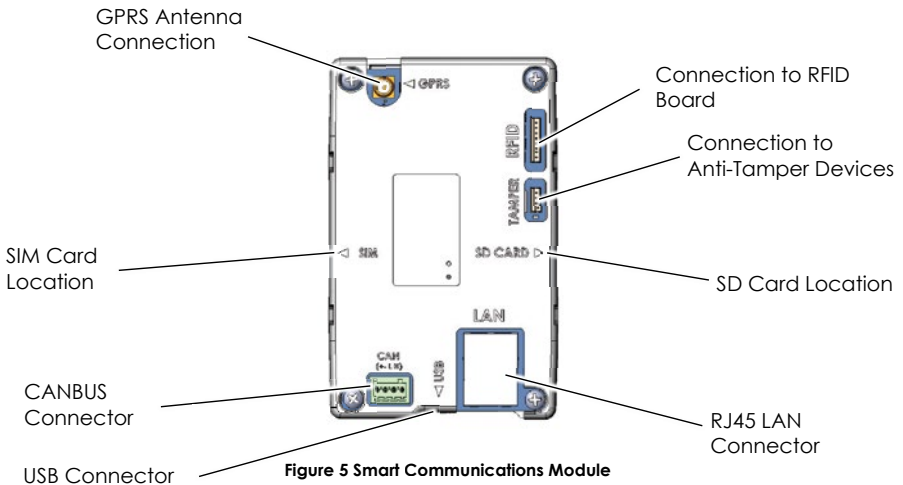 GPRS Antenna
Connection
GPRS
Connection to RFID
Board
RFID
Connection to
Anti-Tamper Devices
TAMPER
SIM Card
Location
SIM
SD CARD
SD Card Location
LAN
CAN
(+- L H)
USB
CANBUS
Connector
RJ45 LAN
Connector
USB Connector
Figure 5 Smart Communications Module